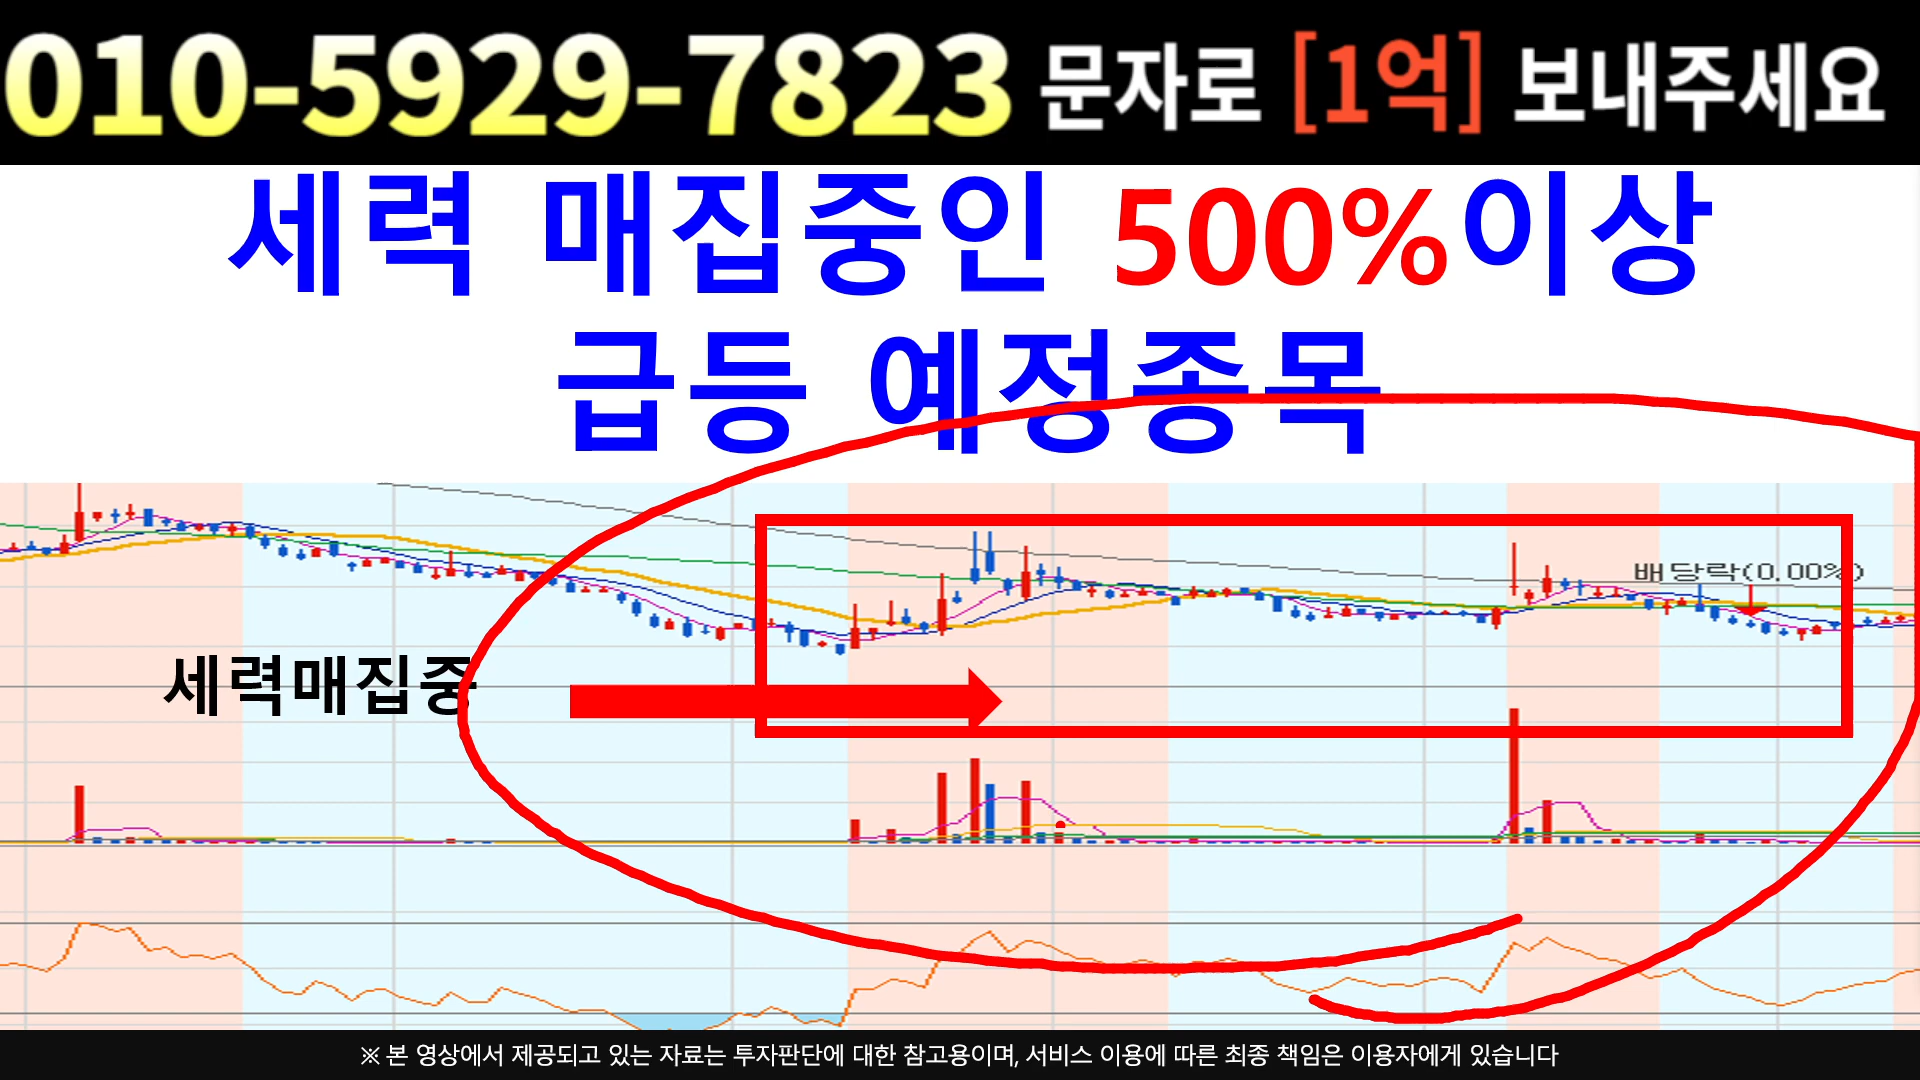 010-5929-7823 문자로 [1억] 보내주세요
세력 매집중인 500%이상
급등 예정종목
배당락(0.00%)
세력매집중
※ 본 영상에서 제공되고 있는 자료는 투자판단에 대한 참고용이며, 서비스 이용에 따른 최종 책임은 이용자에게 있습니다